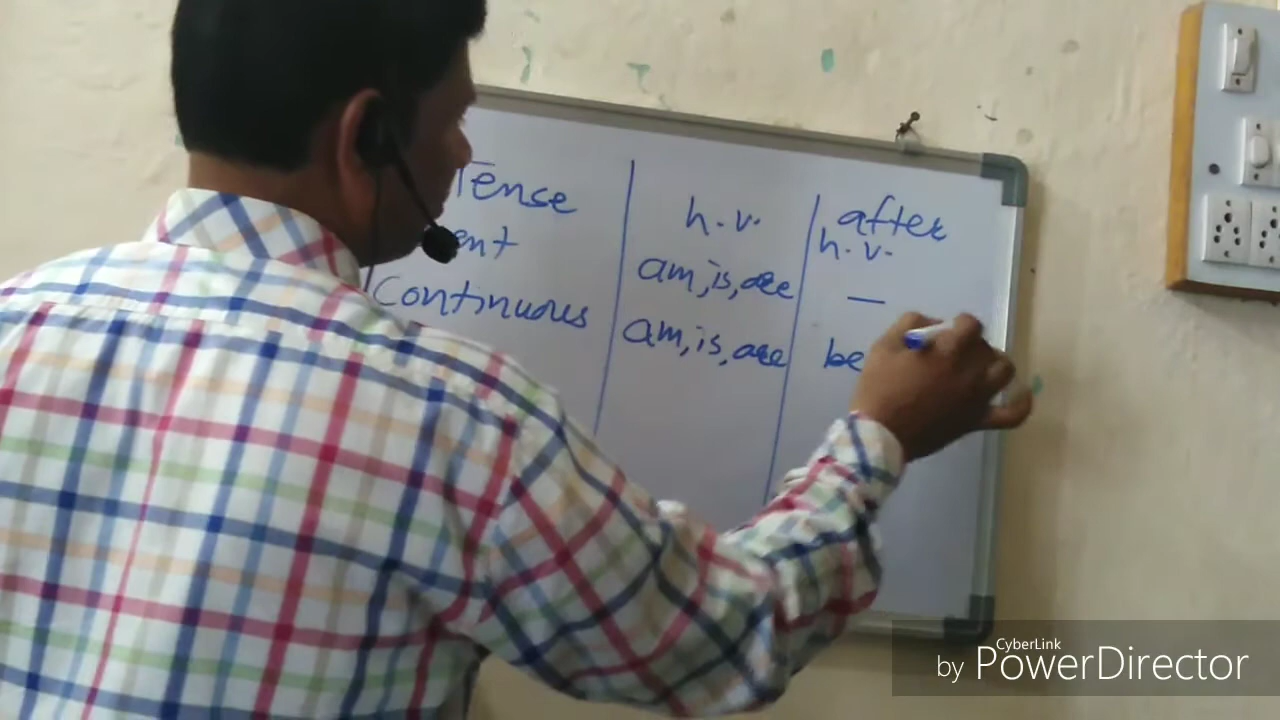 Tense h.v. after h.v.
ent am, is, are —
Continuous am, is, are be
CyberLink
by PowerDirector